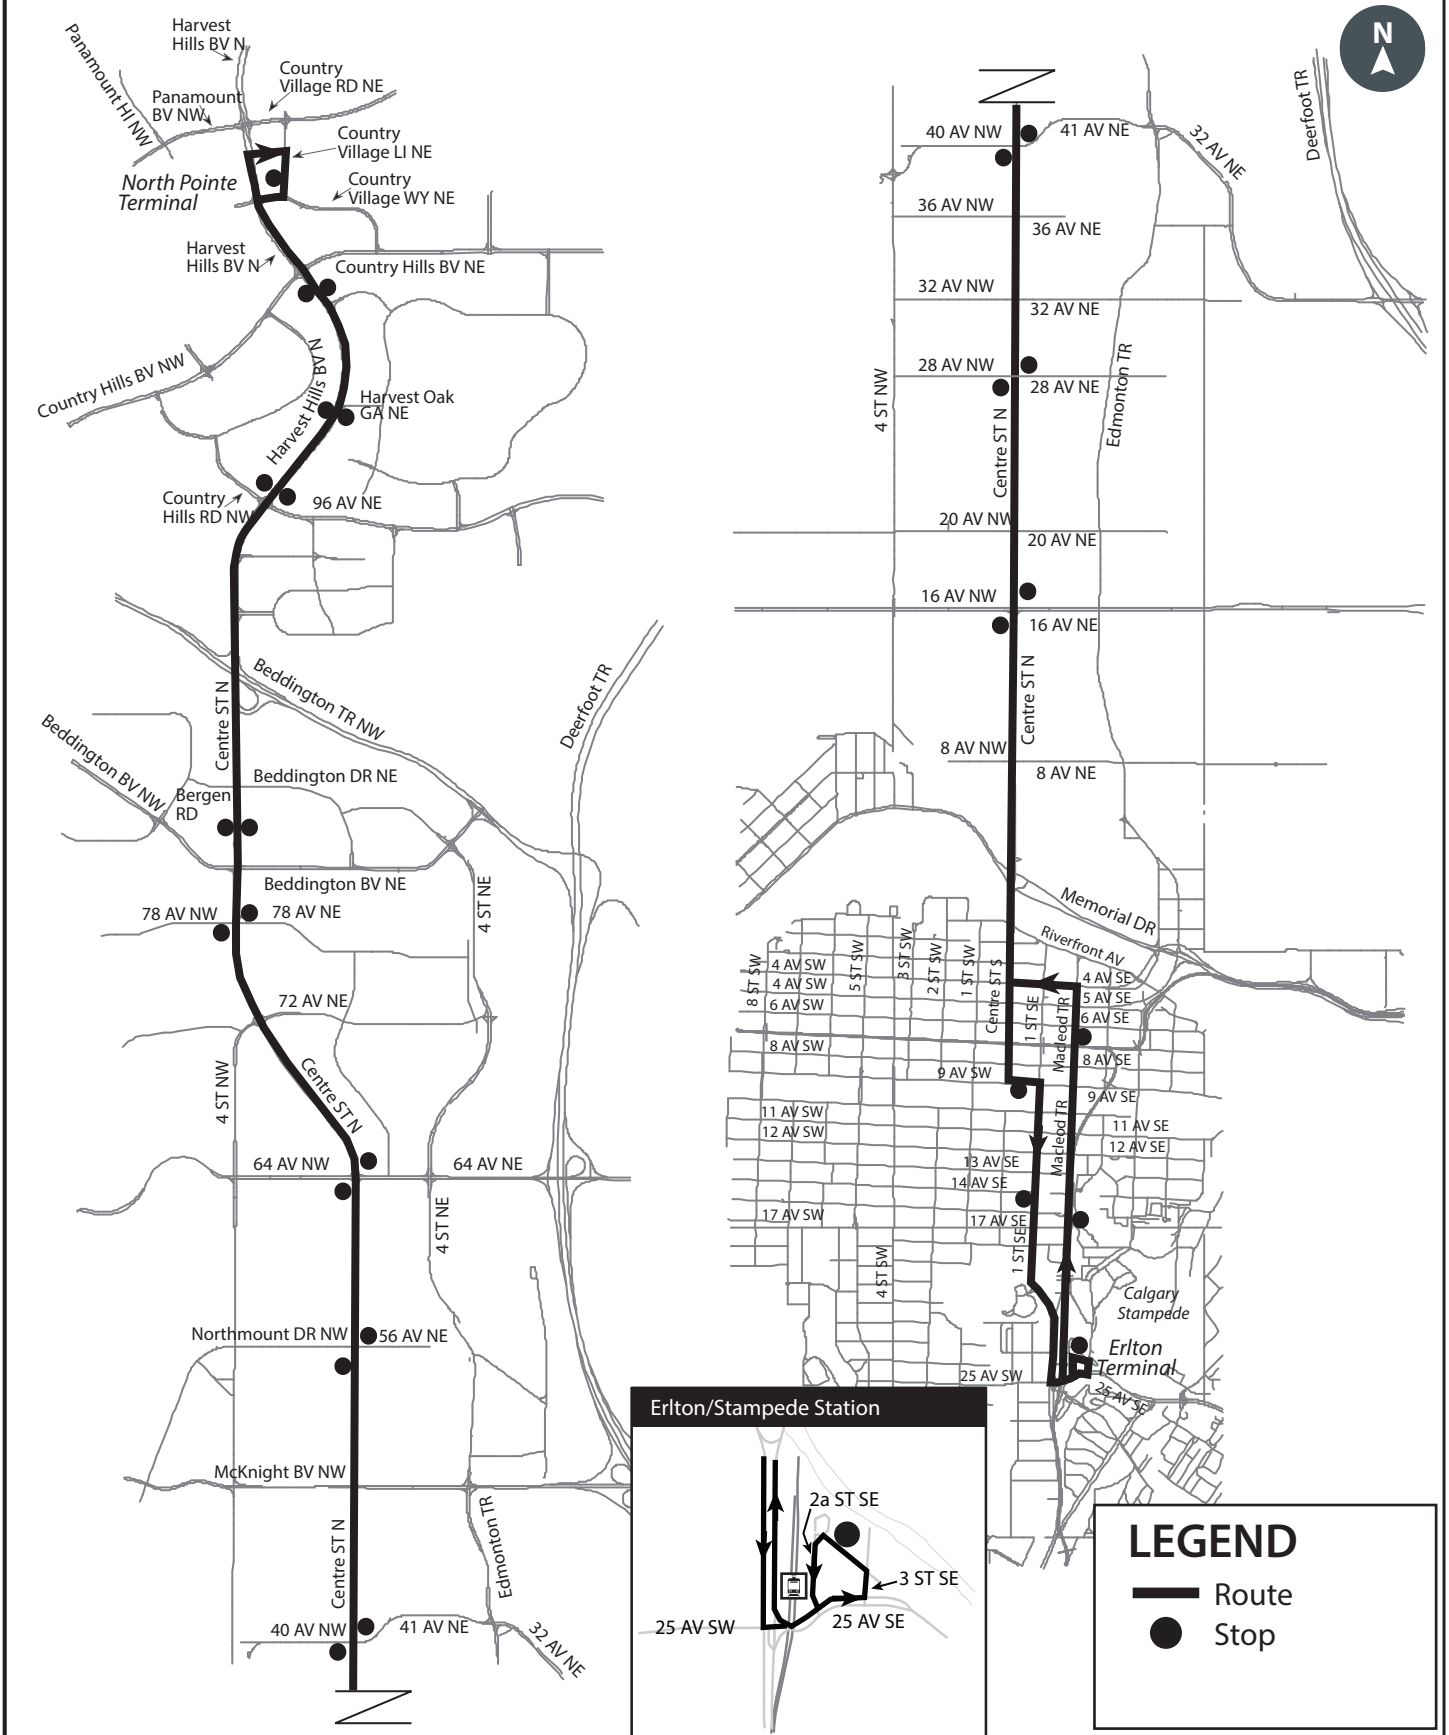 Harvest
Hills BV N
Panamount HI NW
Country
Village RD NE
Panamount
BV NW
Country
Village LI NE
North Pointe
Terminal
Country
Village WY NE
Harvest
Hills BV N
Country Hills BV NE
Country Hills BV NW
Harvest Hills BV N
Harvest Oak
GA NE
Country
Hills RD NW
96 AV NE
Beddington TR NW
Centre ST N
Deerfoot TR
Beddington BV NW
Beddington DR NE
Bergen
RD
Beddington BV NE
78 AV NW
78 AV NE
4 ST NE
72 AV NE
4 ST NW
Centre ST N
64 AV NW
64 AV NE
4 ST NE
Northmount DR NW
56 AV NE
McKnight BV NW
Centre ST N
Edmonton TR
40 AV NW
41 AV NE
32 AV NE
N
40 AV NW
41 AV NE
32 AV NE
Deerfoot TR
36 AV NW
36 AV NE
32 AV NW
32 AV NE
28 AV NW
28 AV NE
4 ST NW
Centre ST N
Edmonton TR
20 AV NW
20 AV NE
16 AV NW
16 AV NE
Centre ST N
8 AV NW
8 AV NE
Memorial DR
Riverfront AV
8 ST SW
4 AV SW
4 AV SW
6 AV SW
5 ST SW
3 ST SW
2 ST SW
1 ST SW
Centre ST S
1 ST SE
Macleod TR
4 AV SE
5 AV SE
6 AV SE
8 AV SW
8 AV SE
9 AV SW
9 AV SE
11 AV SW
12 AV SW
11 AV SE
12 AV SE
Macleod TR
13 AV SE
14 AV SE
17 AV SW
17 AV SE
1 ST SE
4 ST SW
Calgary
Stampede
Erlton
Terminal
25 AV SW
25 AV SE
Erlton/Stampede Station
2a ST SE
3 ST SE
25 AV SW
25 AV SE
LEGEND
Route
Stop